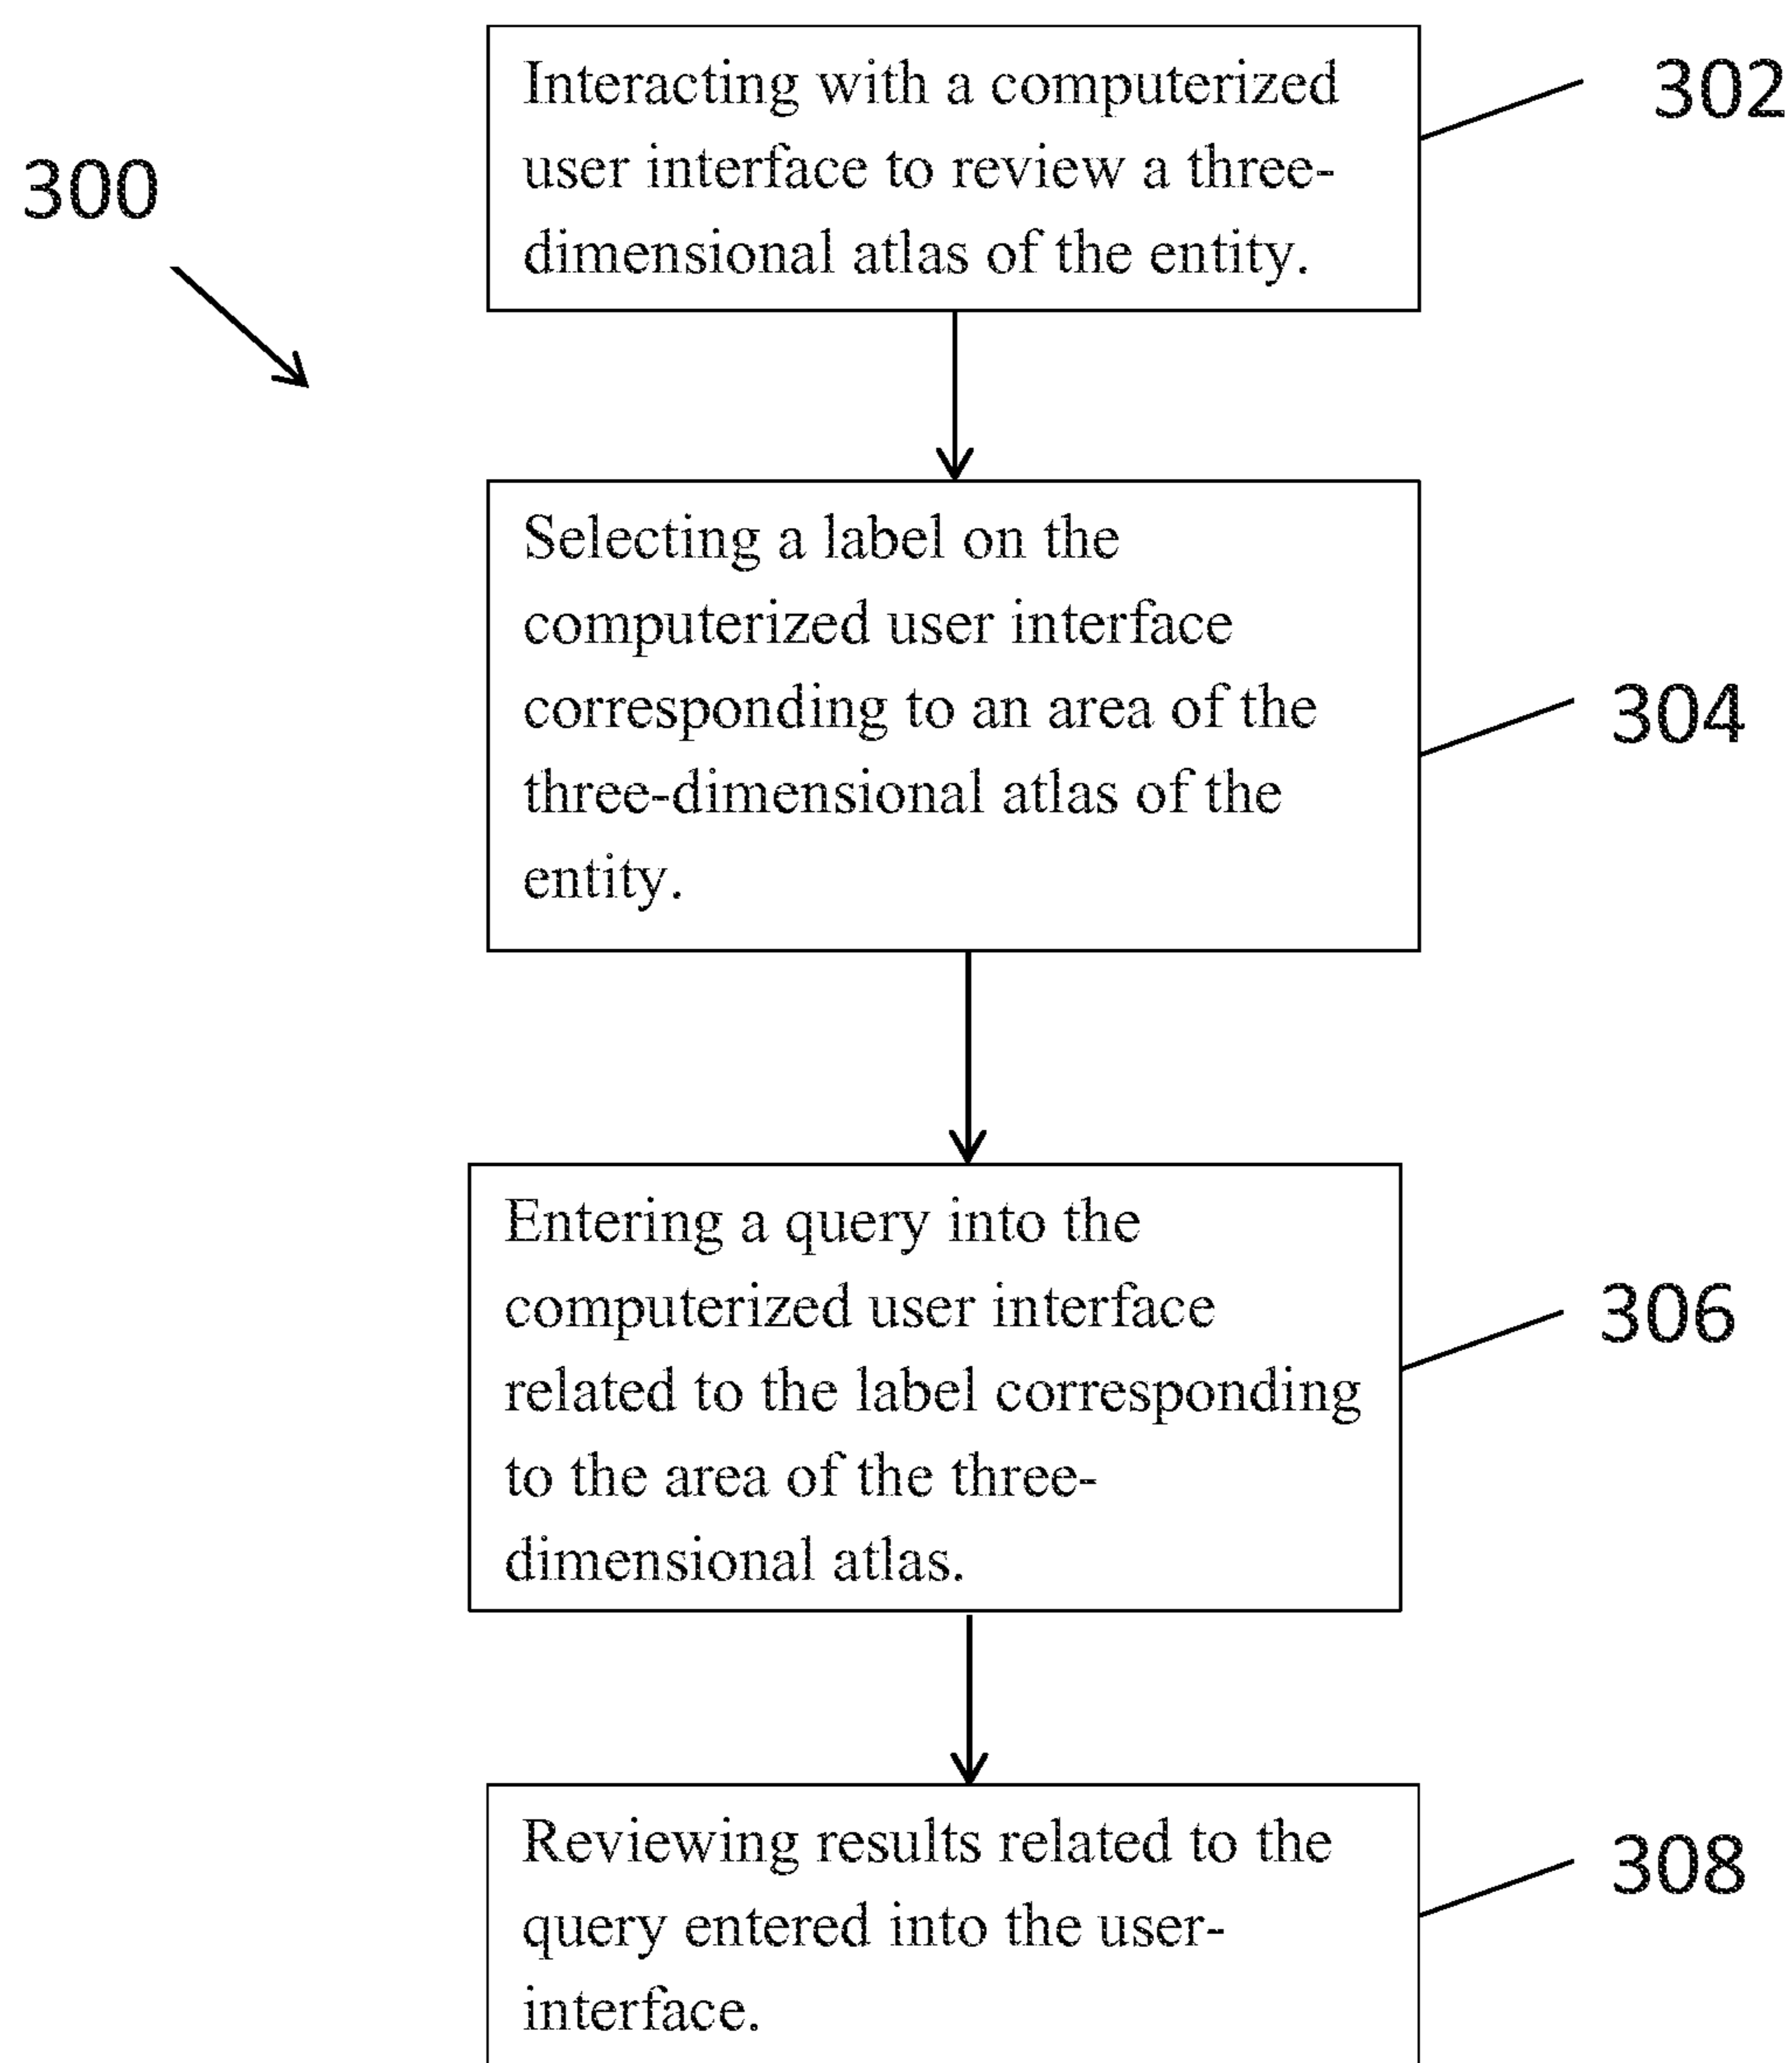 300
Interacting with a computerized
user interface to review a three-
dimensional atlas of the entity.
302
Selecting a label on the
computerized user interface
corresponding to an area of the
three-dimensional atlas of the
entity.
304
Entering a query into the
computerized user interface
related to the label corresponding
to the area of the three-
dimensional atlas.
306
Reviewing results related to the
query entered into the user-
interface.
308